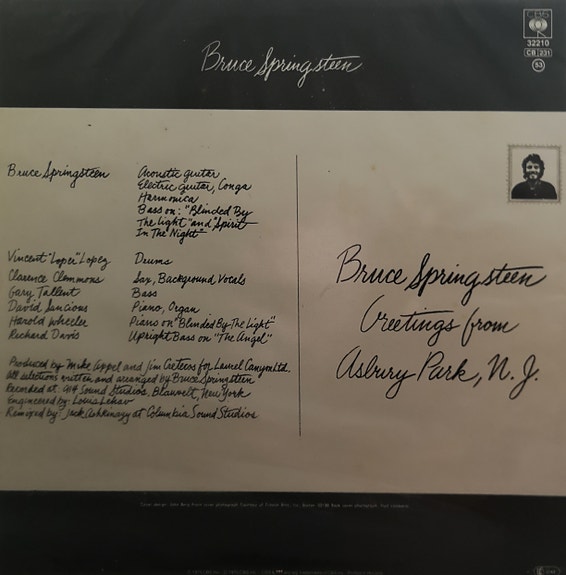 CBS
32210
CB 231
53
Bruce Springsteen
Bruce Springsteen Acoustic guitar
Electric guitar, Conga
Harmonica
Bass on: "Blinded By
The Light" and "Spirit
In The Night"
Vincent "Loper" Lopez Drums
Clarence Clemmons Sax, Background Vocals
Gary Tallent Bass
David Sancious Piano, Organ
Harold Wheeler Piano on "Blinded By The Light"
Richard Davis Upright Bass on "The Angel"
Produced by Mike Appel and Jim Cretecos for Laurel Canyon Ltd.
All selections written and arranged by Bruce Springsteen
Recorded at 914 Sound Studios, Blauvelt, New York
Engineered by: Louis Lahav
Remixed by: Jack Ashkinazy at Columbia Sound Studios
Bruce Springsteen
Greetings from
Asbury Park, N.J.